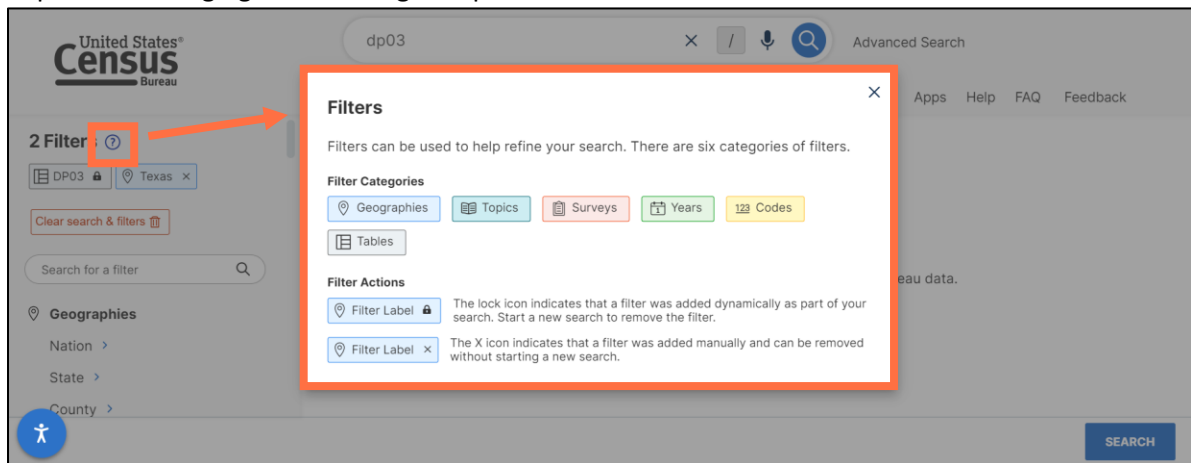 United States®
Census
Bureau
dp03
/
Advanced Search
Apps Help FAQ Feedback
2 Filters
DP03
Texas ×
Clear search & filters
Search for a filter
Geographies
Nation >
State >
County >
Filters
Filters can be used to help refine your search. There are six categories of filters.
Filter Categories
Geographies Topics Surveys Years 123 Codes
Tables
Filter Actions
Filter Label
The lock icon indicates that a filter was added dynamically as part of your
search. Start a new search to remove the filter.
Filter Label ×
The X icon indicates that a filter was added manually and can be removed
without starting a new search.
data.
SEARCH